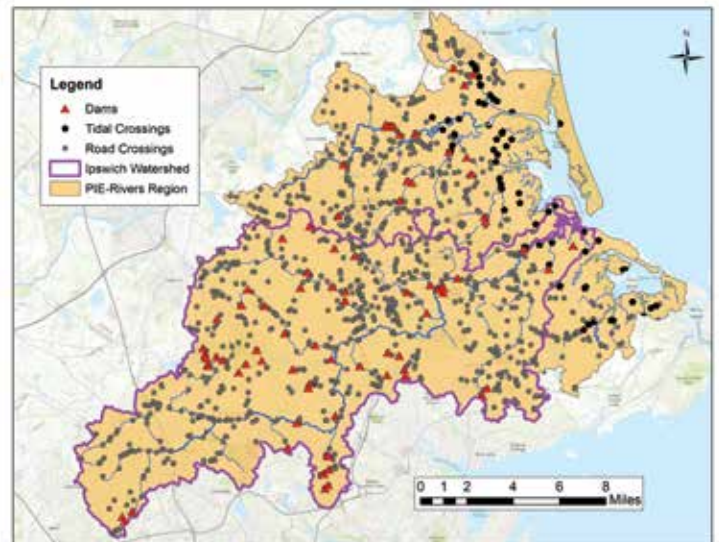 N
Legend
Dams
Tidal Crossings
Road Crossings
Ipswich Watershed
PIE-Rivers Region
0 1 2 4 6 8
Miles